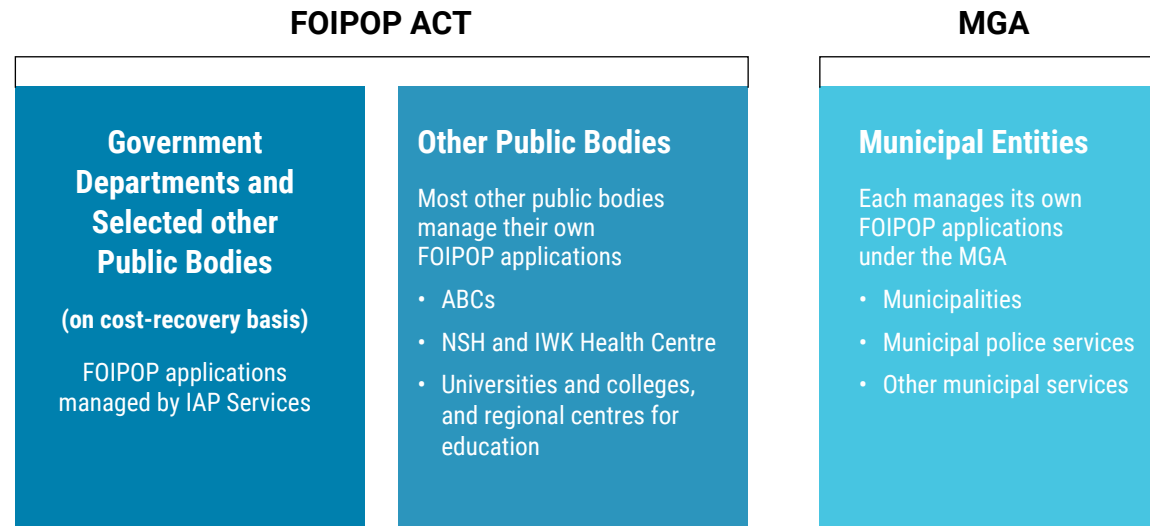 FOIPOP ACT
MGA
Government
Departments and
Selected other
Public Bodies
(on cost-recovery basis)
FOIPOP applications
managed by IAP Services
Other Public Bodies
Most other public bodies
manage their own
FOIPOP applications
• ABCs
• NSH and IWK Health Centre
• Universities and colleges,
and regional centres for
education
Municipal Entities
Each manages its own
FOIPOP applications
under the MGA
• Municipalities
• Municipal police services
• Other municipal services